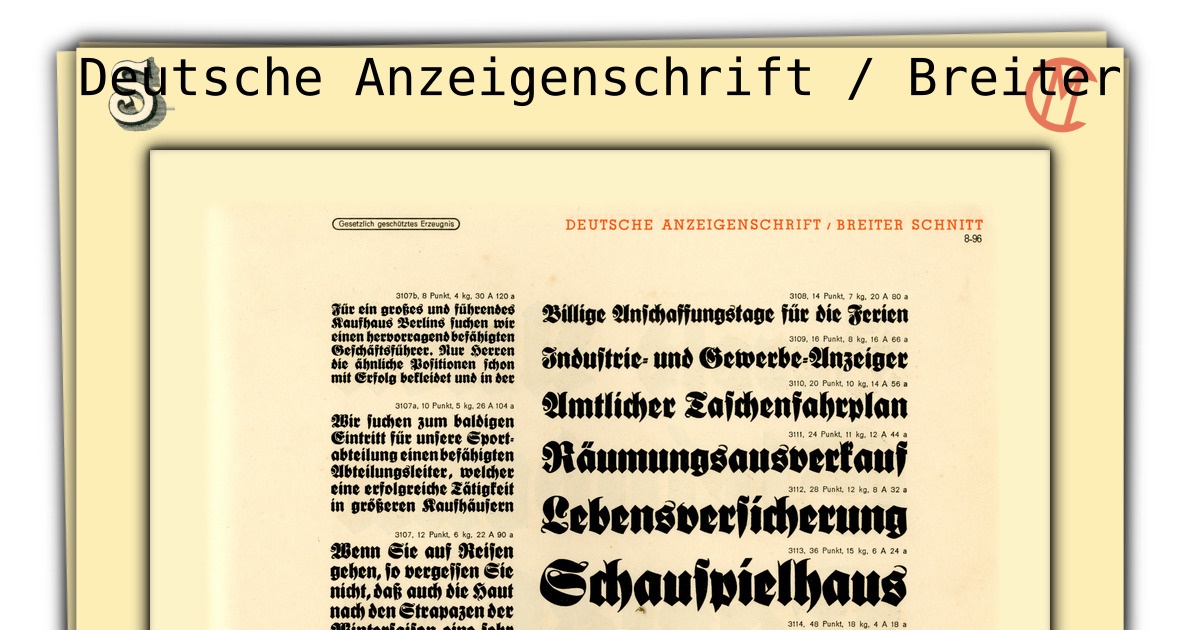 Deutsche Anzeigenschrift / Breiter
Gesetzlich geschütztes Erzeugnis
DEUTSCHE ANZEIGENSCHRIFT / BREITER SCHNITT
8-96
3107b, 8 Punkt, 4 kg, 30 A 120 a
Für ein großes und führendes
Kaufhaus Berlins suchen wir
einen hervorragend befähigten
Geschäftsführer. Nur Herren
die ähnliche Positionen schon
mit Erfolg bekleidet und in der
3107a, 10 Punkt, 5 kg, 26 A 104 a
Wir suchen zum baldigen
Eintritt für unsere Sport-
abteilung einen befähigten
Abteilungsleiter, welcher
eine erfolgreiche Tätigkeit
in größeren Kaufhäusern
3107, 12 Punkt, 6 kg, 22 A 90 a
Wenn Sie auf Reisen
gehen, so vergessen Sie
nicht, daß auch die Haut
nach den Strapazen der
3108, 14 Punkt, 7 kg, 20 A 80 a
Billige Anschaffungstage für die Ferien
3109, 16 Punkt, 8 kg, 16 A 66 a
Industrie- und Gewerbe-Anzeiger
3110, 20 Punkt, 10 kg, 14 A 56 a
Amtlicher Taschenfahrplan
3111, 24 Punkt, 11 kg, 12 A 44 a
Räumungsausverkauf
3112, 28 Punkt, 12 kg, 8 A 32 a
Lebensversicherung
3113, 36 Punkt, 15 kg, 6 A 24 a
Schauspielhaus
3114, 48 Punkt, 18 kg, 4 A 18 a